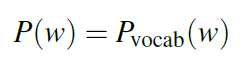 P(w) = P_vocab(w)